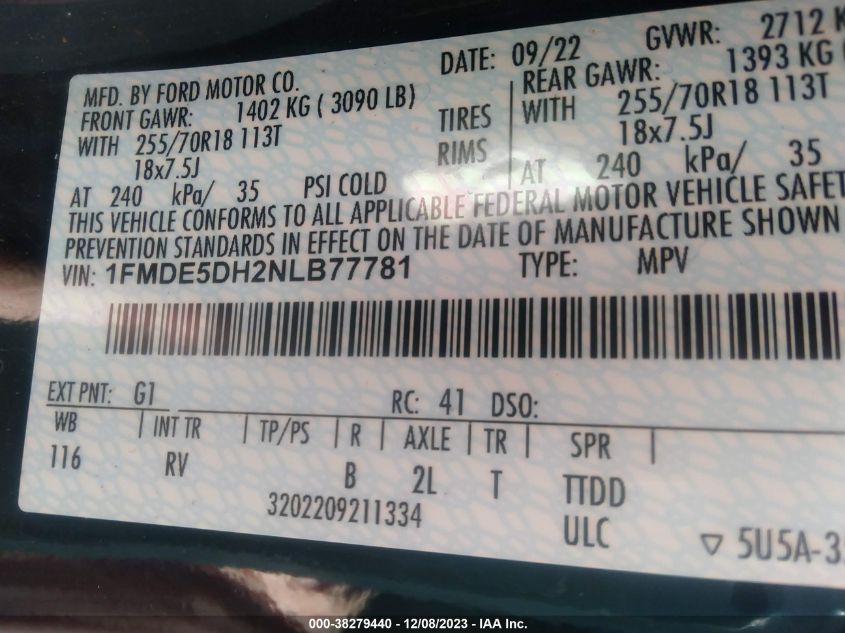 MFD. BY FORD MOTOR CO.
DATE: 09/22 GVWR: 2712 K
FRONT GAWR: 1402 KG ( 3090 LB)
REAR GAWR: 1393 KG
WITH 255/70R18 113T TIRES WITH 255/70R18 113T
18x7.5J RIMS 18x7.5J
AT 240 kPa/ 35 PSI COLD AT 240 kPa/ 35
THIS VEHICLE CONFORMS TO ALL APPLICABLE FEDERAL MOTOR VEHICLE SAFET
PREVENTION STANDARDS IN EFFECT ON THE DATE OF MANUFACTURE SHOWN
VIN: 1FMDE5DH2NLB77781 TYPE: MPV
EXT PNT: G1 RC: 41 DSO:
WB | INT TR | TP/PS | R | AXLE | TR | SPR |
116 RV B 2L T TTDD
3202209211334 ULC ▽ 5U5A-3
000-38279440 - 12/08/2023 - IAA Inc.